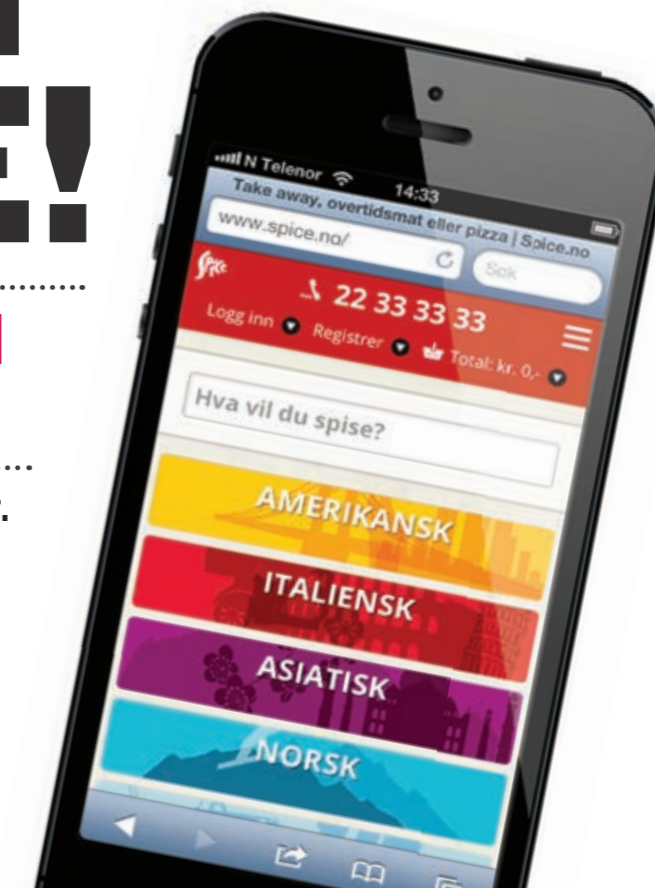 E!
N Telenor 14:33
Take away, overtidsmat eller pizza | Spice.no
www.spice.no/ Søk
Spice
22 33 33 33
Logg inn Registrer Total: kr. 0,-
Hva vil du spise?
AMERIKANSK
ITALIENSK
ASIATISK
NORSK